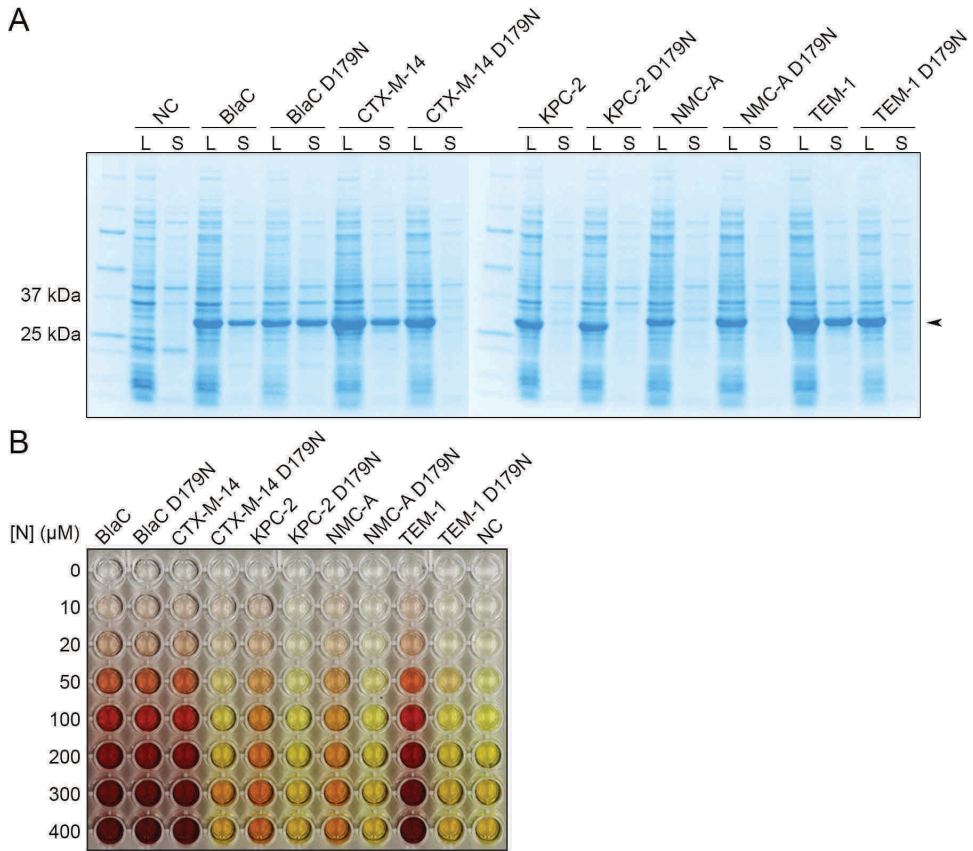 A
NC BlaC BlaC D179N CTX-M-14 CTX-M-14 D179N KPC-2 KPC-2 D179N NMC-A NMC-A D179N TEM-1 TEM-1 D179N
L S L S L S L S L S L S L S L S L S L S L S
37 kDa
25 kDa
B
[N] (µM) BlaC BlaC D179N CTX-M-14 CTX-M-14 D179N KPC-2 KPC-2 D179N NMC-A NMC-A D179N TEM-1 TEM-1 D179N NC
0
10
20
50
100
200
300
400